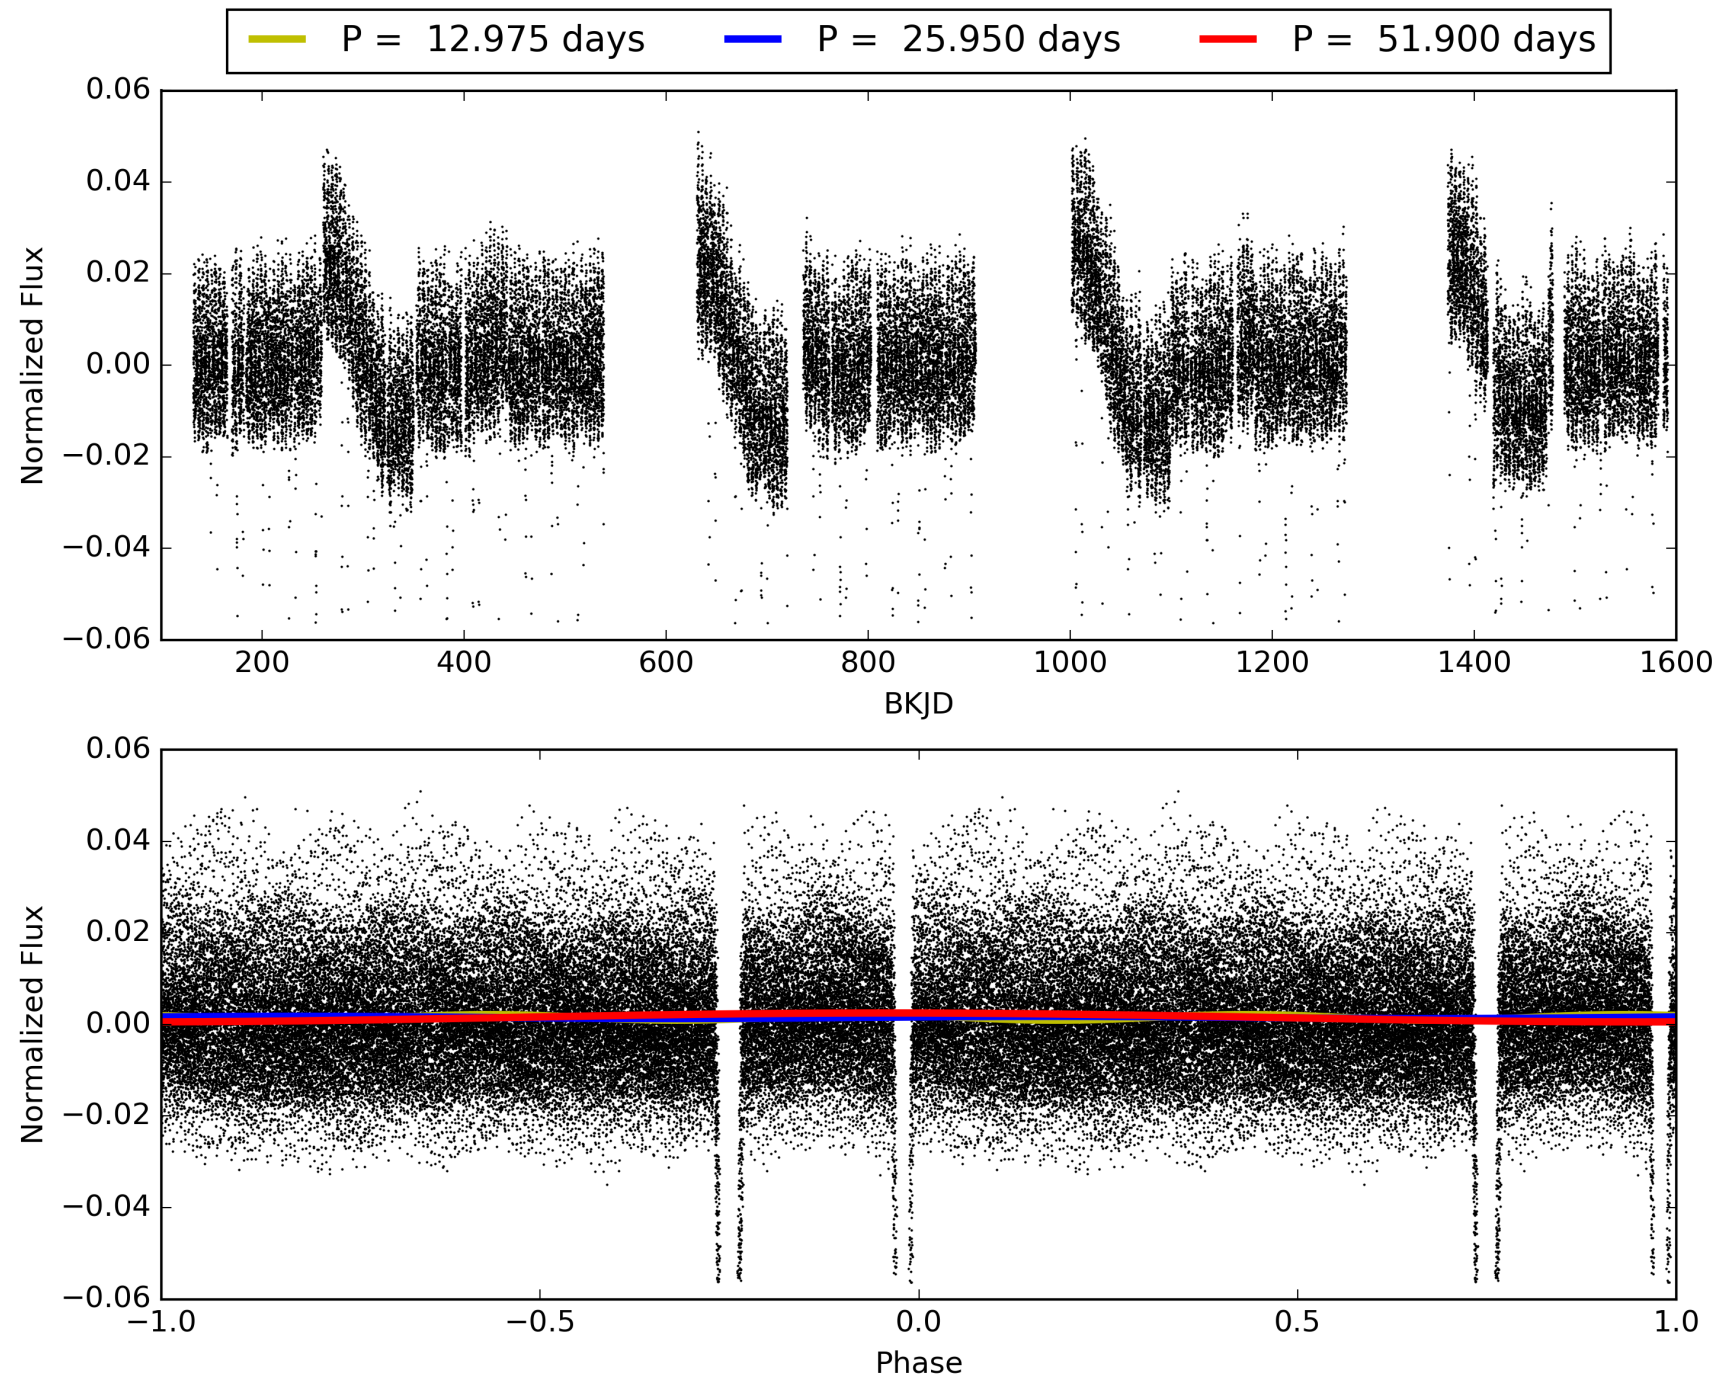 P = 12.975 days P = 25.950 days P = 51.900 days
0.06
0.04
0.02
0.00
−0.02
−0.04
−0.06
Normalized Flux
200 400 600 800 1000 1200 1400 1600
BKJD
0.06
0.04
0.02
0.00
−0.02
−0.04
−0.06
Normalized Flux
−1.0 −0.5 0.0 0.5 1.0
Phase